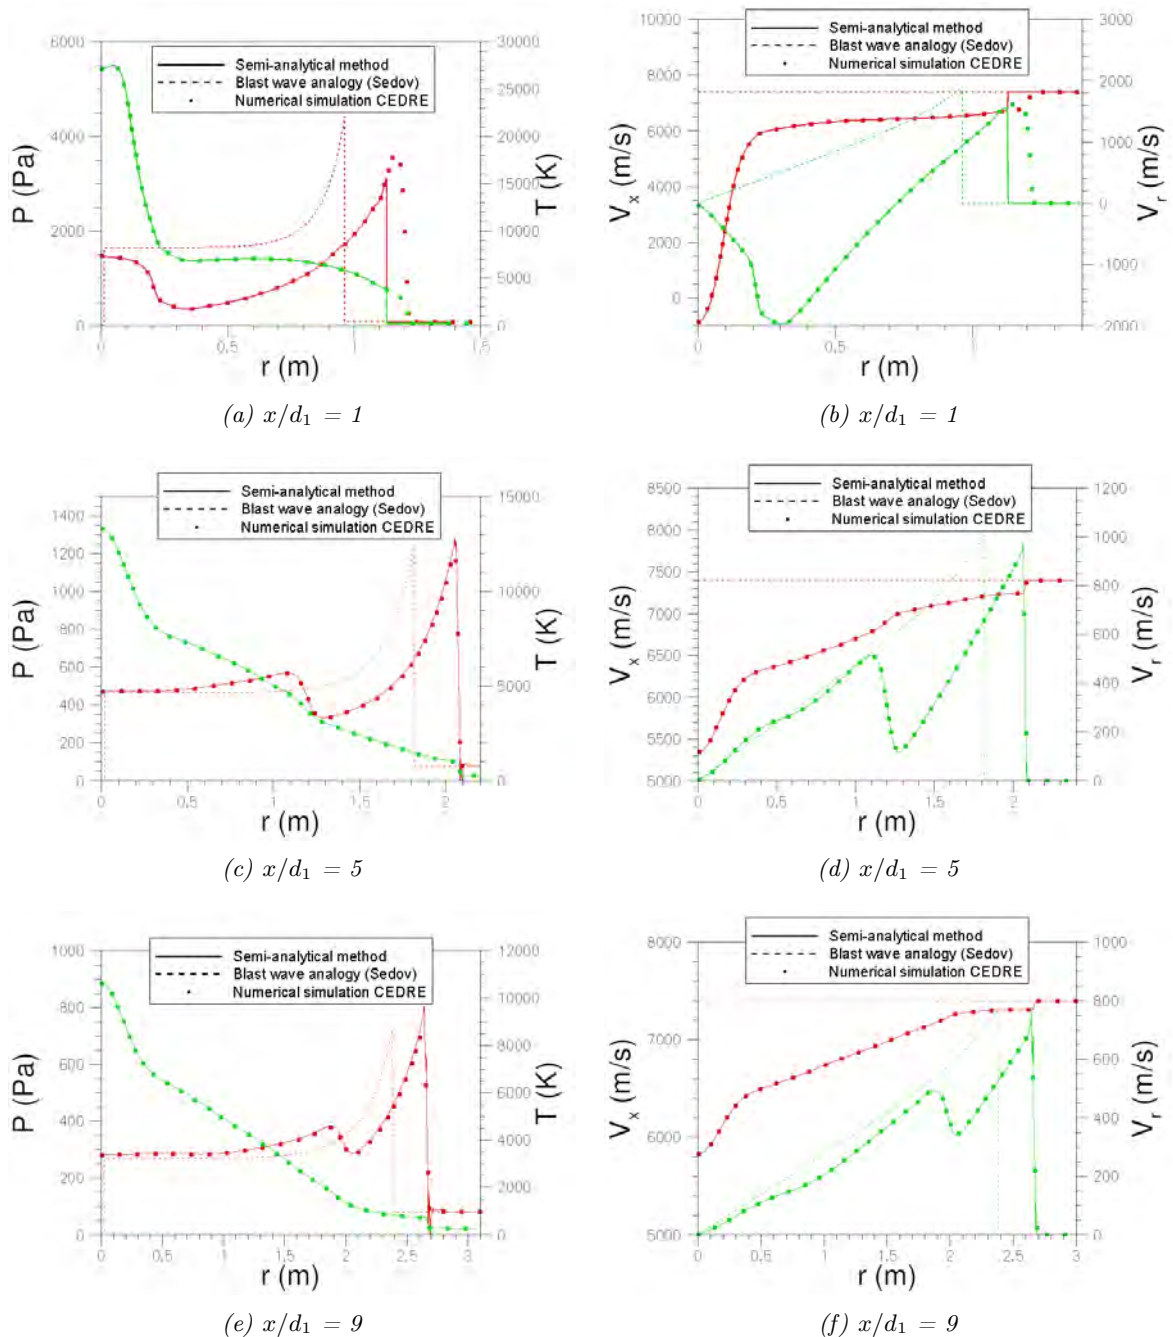 Semi-analytical method
Blast wave analogy (Sedov)
Numerical simulation CEDRE
6000
4000
2000
0
P (Pa)
30000
25000
20000
15000
10000
5000
0
T (K)
0 0.5 1 1.5
r (m)
(a) x/d₁ = 1
Semi-analytical method
Blast wave analogy (Sedov)
Numerical simulation CEDRE
10000
8000
6000
4000
2000
0
Vₓ (m/s)
3000
2000
1000
0
-1000
-2000
Vᵣ (m/s)
0 0.5 1
r (m)
(b) x/d₁ = 1
Semi-analytical method
Blast wave analogy (Sedov)
Numerical simulation CEDRE
1400
1200
1000
800
600
400
200
0
P (Pa)
15000
10000
5000
0
T (K)
0 0.5 1 1.5 2
r (m)
(c) x/d₁ = 5
Semi-analytical method
Blast wave analogy (Sedov)
Numerical simulation CEDRE
8500
8000
7500
7000
6500
6000
5500
5000
Vₓ (m/s)
1200
1000
800
600
400
200
0
Vᵣ (m/s)
0 0.5 1 1.5 2
r (m)
(d) x/d₁ = 5
Semi-analytical method
Blast wave analogy (Sedov)
Numerical simulation CEDRE
1000
800
600
400
200
0
P (Pa)
12000
10000
8000
6000
4000
2000
0
T (K)
0 0.5 1 1.5 2 2.5 3
r (m)
(e) x/d₁ = 9
Semi-analytical method
Blast wave analogy (Sedov)
Numerical simulation CEDRE
8000
7000
6000
5000
Vₓ (m/s)
1000
800
600
400
200
0
Vᵣ (m/s)
0 0.5 1 1.5 2 2.5 3
r (m)
(f) x/d₁ = 9